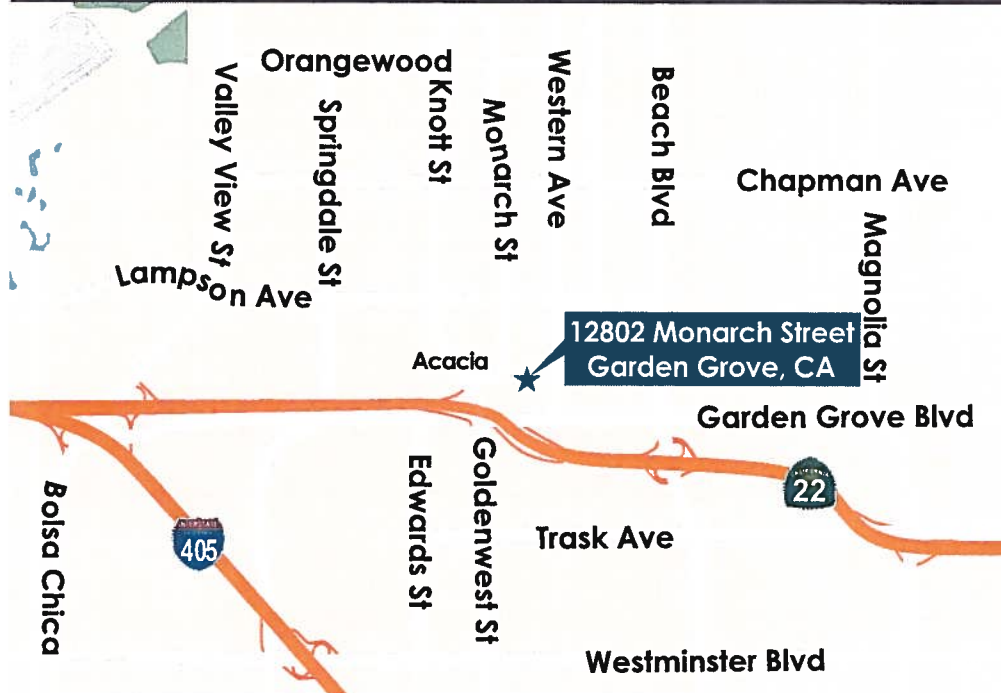 Orangewood
Valley View St
Springdale St
Knott St
Monarch St
Western Ave
Beach Blvd
Chapman Ave
Magnolia St
Lampson Ave
12802 Monarch Street
Garden Grove, CA
Acacia
Garden Grove Blvd
Bolsa Chica
INTERSTATE
405
Edwards St
Goldenwest St
CALIFORNIA
22
Trask Ave
Westminster Blvd